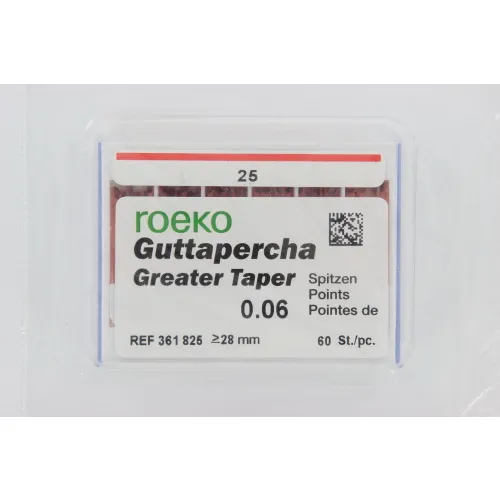 25
roeko
Guttapercha
Greater Taper Spitzen
Points
0.06 Pointes de
REF 361 825 ≥28 mm 60 St./pc.